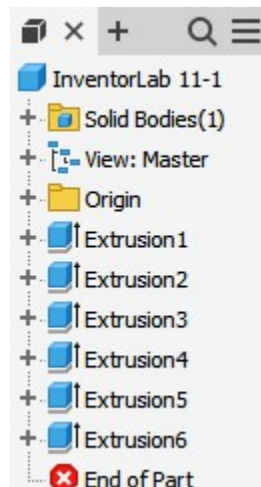 InventorLab 11-1
Solid Bodies(1)
View: Master
Origin
Extrusion1
Extrusion2
Extrusion3
Extrusion4
Extrusion5
Extrusion6
End of Part